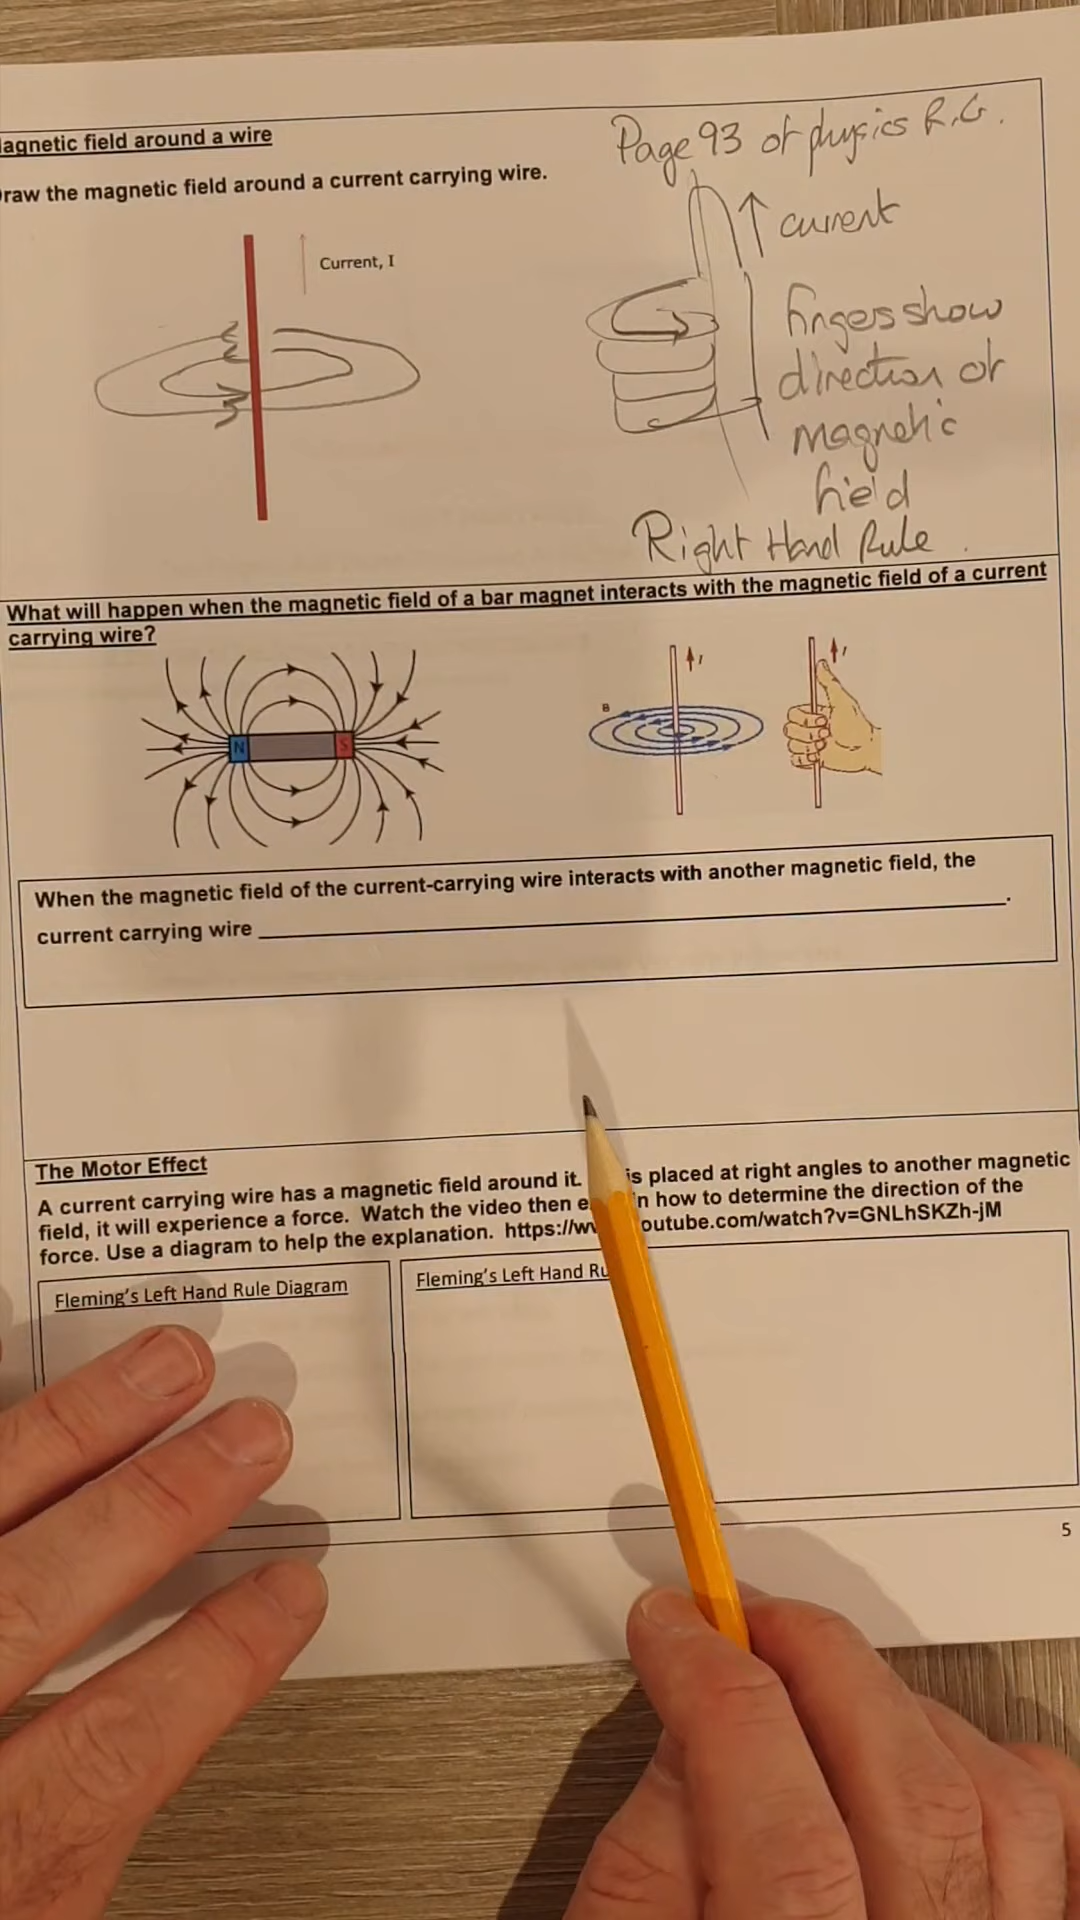 agnetic field around a wire
Page 93 of physics R.G.
raw the magnetic field around a current carrying wire.
current
Current, I
fingers show
direction of
magnetic
field
Right Hand Rule
What will happen when the magnetic field of a bar magnet interacts with the magnetic field of a current
carrying wire?
I
I
B
N
S
When the magnetic field of the current-carrying wire interacts with another magnetic field, the
current carrying wire ______.
The Motor Effect
A current carrying wire has a magnetic field around it. is placed at right angles to another magnetic
field, it will experience a force. Watch the video then e n how to determine the direction of the
force. Use a diagram to help the explanation. https://w outube.com/watch?v=GNLhSKZh-jM
Fleming's Left Hand Rule Diagram
Fleming's Left Hand Ru
5